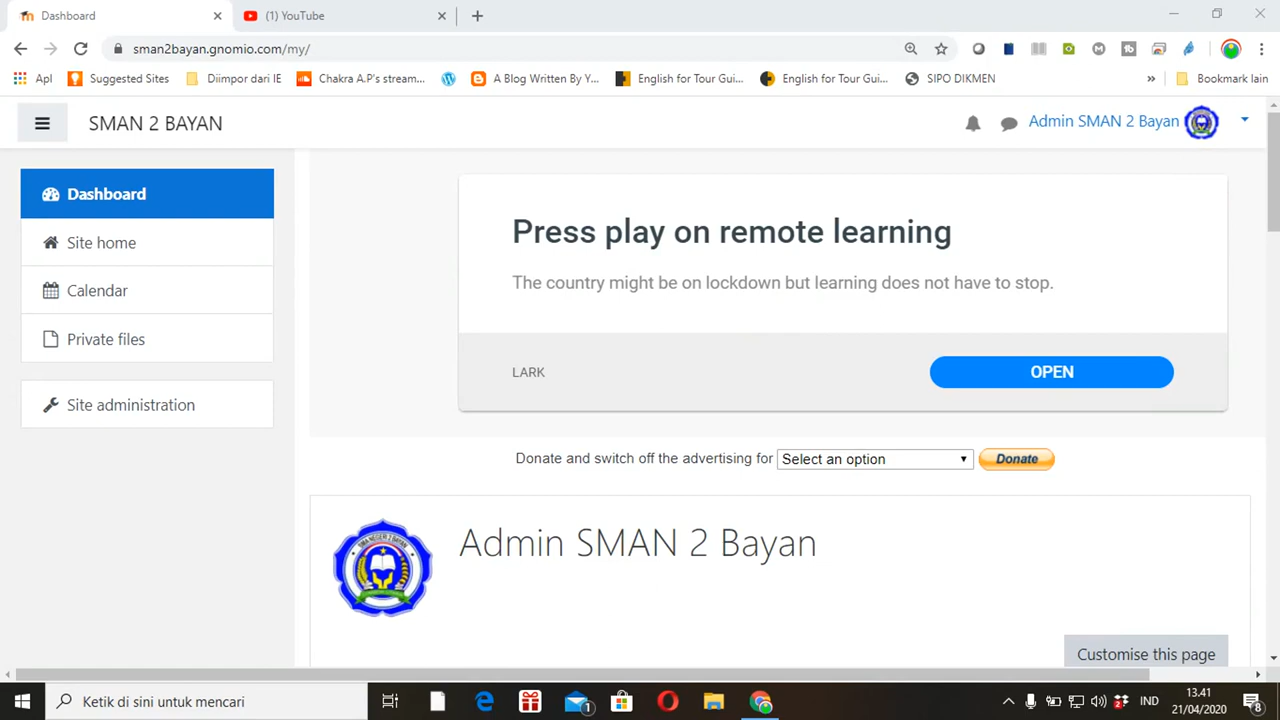 Dashboard
(1) YouTube
sman2bayan.gnomio.com/my/
Apl
Suggested Sites
Diimpor dari IE
Chakra A.P's stream...
A Blog Written By Y...
English for Tour Gui...
English for Tour Gui...
SIPO DIKMEN
»
Bookmark lain
SMAN 2 BAYAN
Admin SMAN 2 Bayan
Dashboard
Site home
Calendar
Private files
Site administration
Press play on remote learning
The country might be on lockdown but learning does not have to stop.
LARK
OPEN
Donate and switch off the advertising for
Select an option
Donate
Admin SMAN 2 Bayan
Customise this page
Ketik di sini untuk mencari
1
IND
13.41
21/04/2020
8